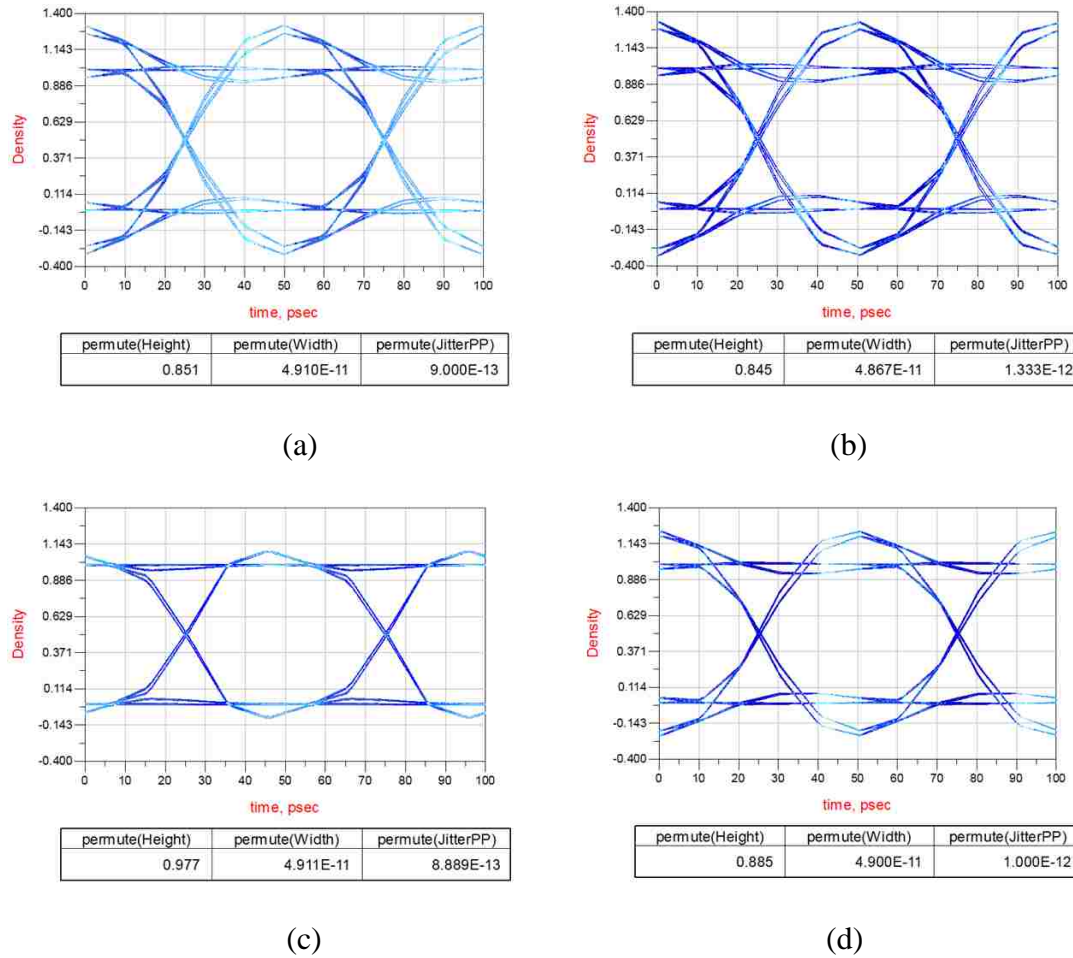 1.400
1.143
0.886
0.629
0.371
0.114
-0.143
-0.400
Density
0 10 20 30 40 50 60 70 80 90 100
time, psec
permute(Height) permute(Width) permute(JitterPP)
0.851 4.910E-11 9.000E-13
(a)
1.400
1.143
0.886
0.629
0.371
0.114
-0.143
-0.400
Density
0 10 20 30 40 50 60 70 80 90 100
time, psec
permute(Height) permute(Width) permute(JitterPP)
0.845 4.867E-11 1.333E-12
(b)
1.400
1.143
0.886
0.629
0.371
0.114
-0.143
-0.400
Density
0 10 20 30 40 50 60 70 80 90 100
time, psec
permute(Height) permute(Width) permute(JitterPP)
0.977 4.911E-11 8.889E-13
(c)
1.400
1.143
0.886
0.629
0.371
0.114
-0.143
-0.400
Density
0 10 20 30 40 50 60 70 80 90 100
time, psec
permute(Height) permute(Width) permute(JitterPP)
0.885 4.900E-11 1.000E-12
(d)